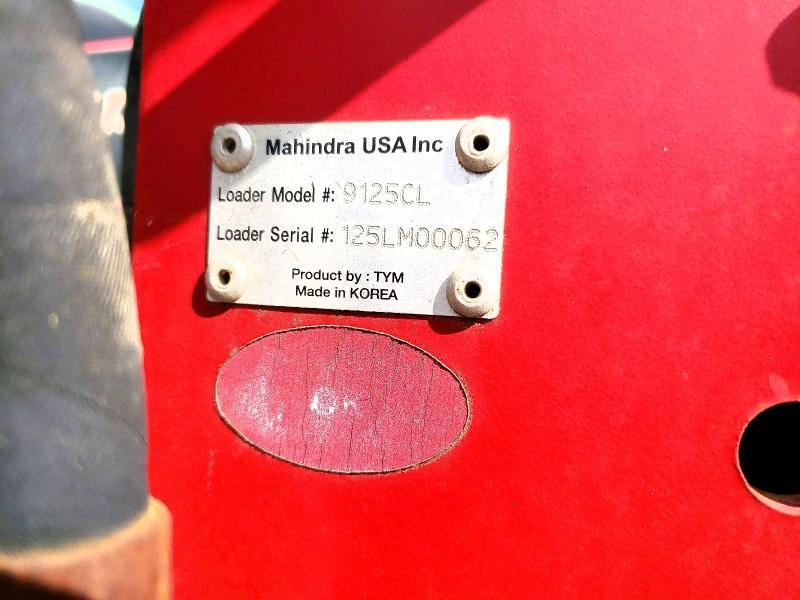 Mahindra USA Inc
Loader Model #: 9125CL
Loader Serial #: 125LM00062
Product by : TYM
Made in KOREA